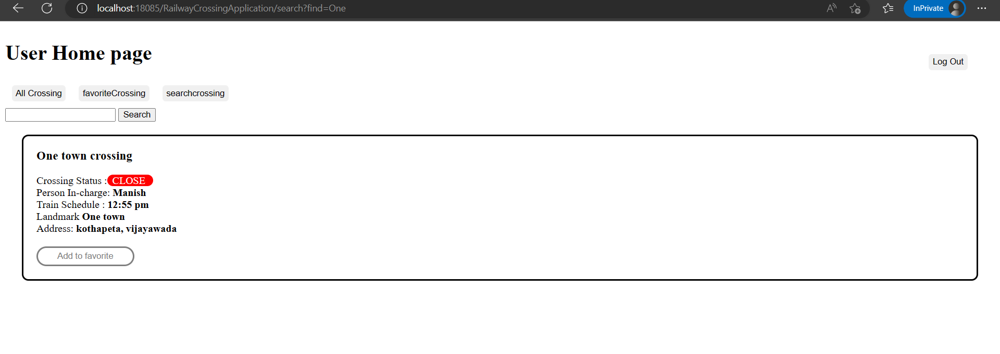 localhost:18085/RailwayCrossingApplication/search?find=One
InPrivate
User Home page
Log Out
All Crossing favoriteCrossing searchcrossing
Search
One town crossing
Crossing Status : CLOSE
Person In-charge: Manish
Train Schedule : 12:55 pm
Landmark One town
Address: kothapeta, vijayawada
Add to favorite